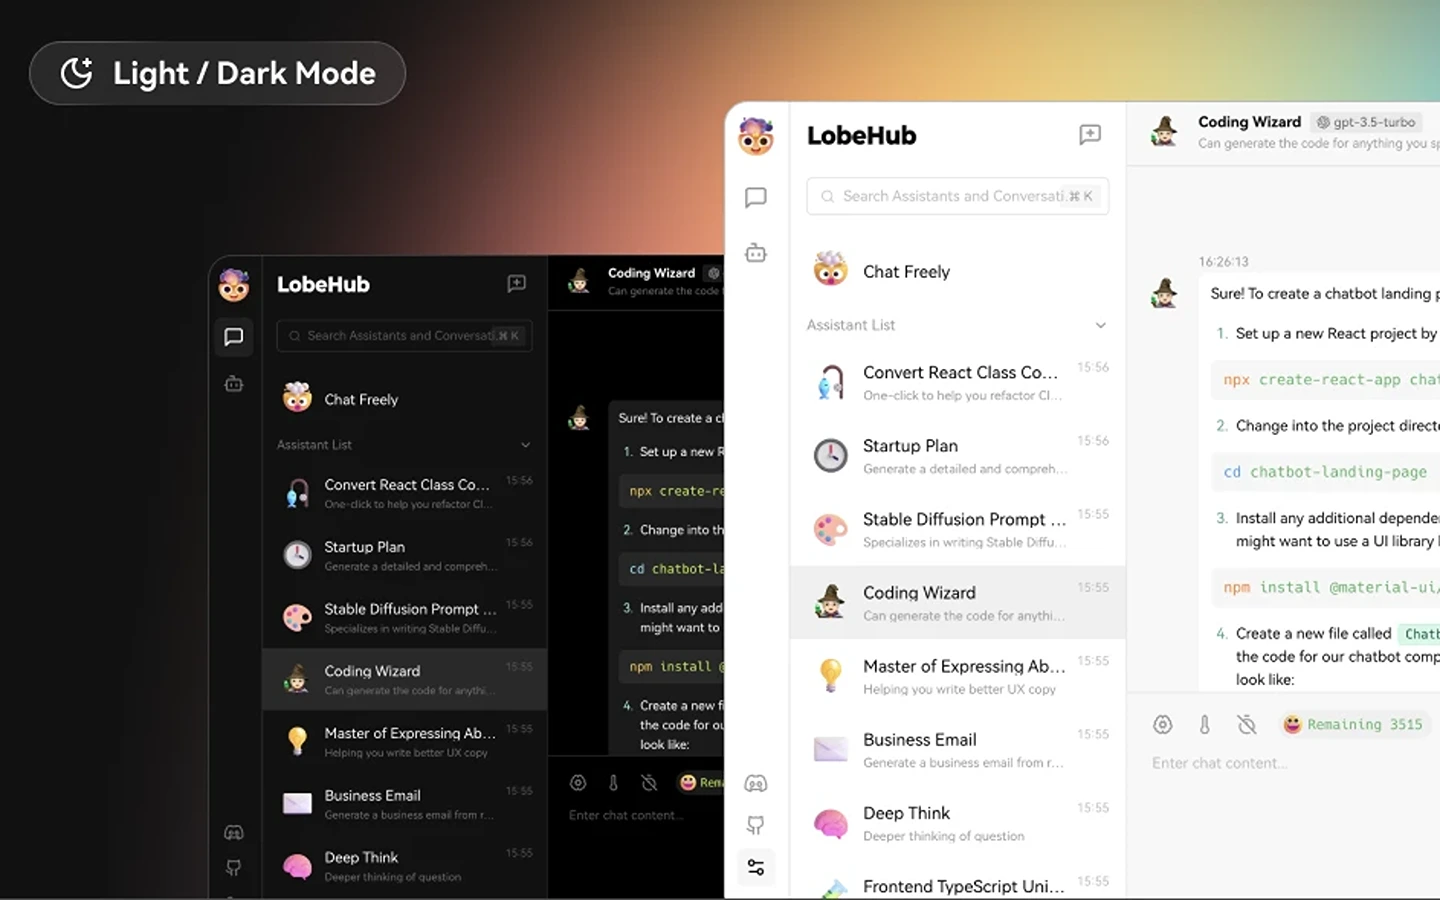 Light / Dark Mode
LobeHub
Search Assistants and Conversati.
⌘ K
Chat Freely
Assistant List
Convert React Class Co...
15:56
One-click to help you refactor Cl...
Startup Plan
15:56
Generate a detailed and compreh...
Stable Diffusion Prompt ...
15:55
Specializes in writing Stable Diffu...
Coding Wizard
15:55
Can generate the code for anythi...
Master of Expressing Ab...
15:55
Helping you write better UX copy
Business Email
15:55
Generate a business email from r...
Deep Think
15:55
Deeper thinking of question
Coding Wizard
Can generate the code
Sure! To create a
1. Set up a new
npx create-re
2. Change into
cd chatbot-la
3. Install any
might want to
npm install
4. Create a new
the code for
look like:
Enter chat content...
LobeHub
Search Assistants and Conversati.
⌘ K
Chat Freely
Assistant List
Convert React Class Co...
15:56
One-click to help you refactor Cl...
Startup Plan
15:56
Generate a detailed and compreh...
Stable Diffusion Prompt ...
15:55
Specializes in writing Stable Diffu...
Coding Wizard
15:55
Can generate the code for anythi...
Master of Expressing Ab...
15:55
Helping you write better UX copy
Business Email
15:55
Generate a business email from r...
Deep Think
15:55
Deeper thinking of question
Frontend TypeScript Uni...
15:55
Coding Wizard
gpt-3.5-turbo
Can generate the code for anything you
16:26:13
Sure! To create a chatbot landing
1. Set up a new React project by
npx create-react-app chat
2. Change into the project
cd chatbot-landing-page
3. Install any additional
might want to use a UI library
npm install @material-ui/
4. Create a new file called Chatb
the code for our chatbot comp
look like:
Remaining 3515
Enter chat content...